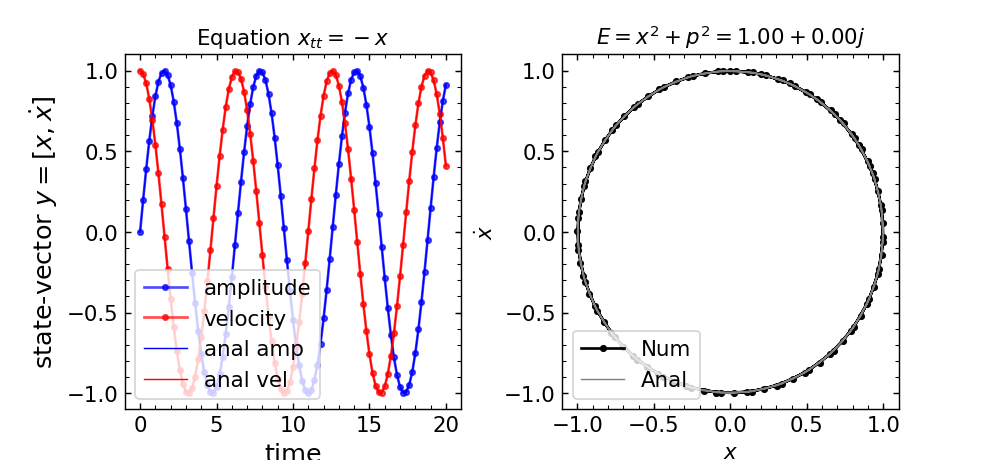 Equation $x_{tt} = -x$
state-vector $y = [x, \dot{x}]$
1.0
0.5
0.0
−0.5
−1.0
amplitude
velocity
anal amp
anal vel
0 5 10 15 20
time
$E = x^2 + p^2 = 1.00 + 0.00j$
$\dot{x}$
1.0
0.5
0.0
−0.5
−1.0
Num
Anal
−1.0 −0.5 0.0 0.5 1.0
$x$